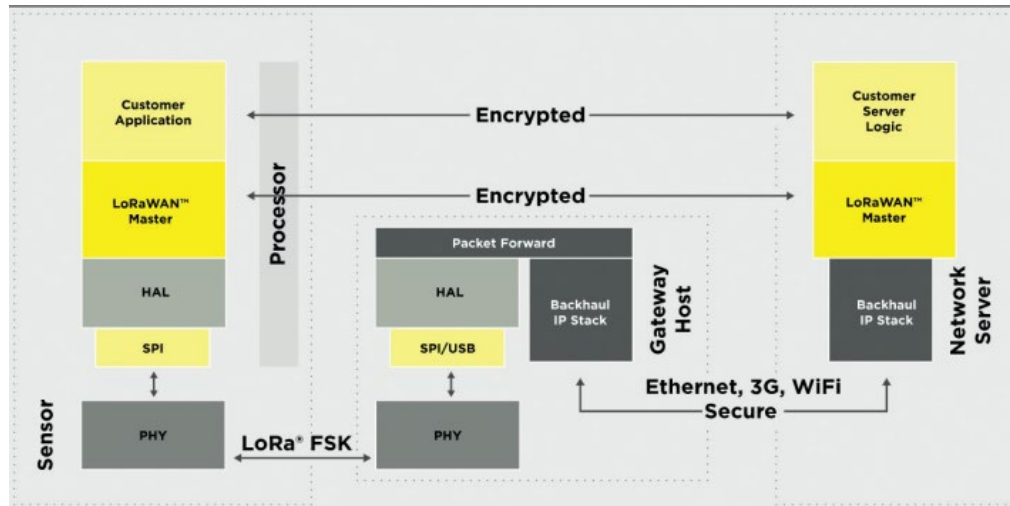 Customer
Application
LoRaWAN™
Master
HAL
SPI
PHY
Sensor
Processor
Encrypted
Encrypted
LoRa® FSK
Packet Forward
HAL
SPI/USB
PHY
Backhaul
IP Stack
Gateway
Host
Ethernet, 3G, WiFi
Secure
Customer
Server
Logic
LoRaWAN™
Master
Backhaul
IP Stack
Network
Server